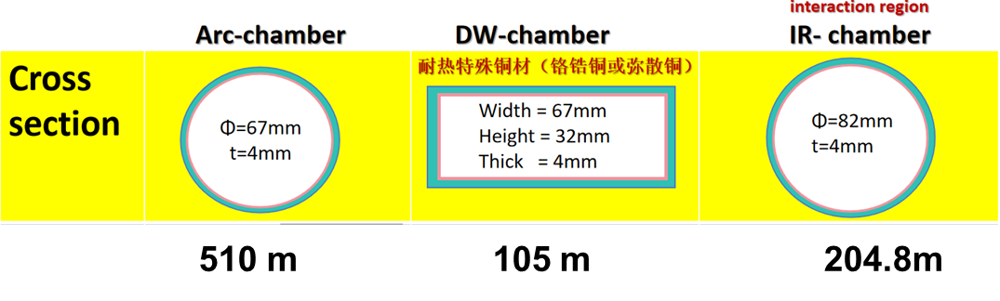 interaction region
Arc-chamber
DW-chamber
IR- chamber
Cross
section
Φ=67mm
t=4mm
耐热特殊铜材（铬锆铜或弥散铜）
Width = 67mm
Height = 32mm
Thick = 4mm
Φ=82mm
t=4mm
510 m
105 m
204.8m